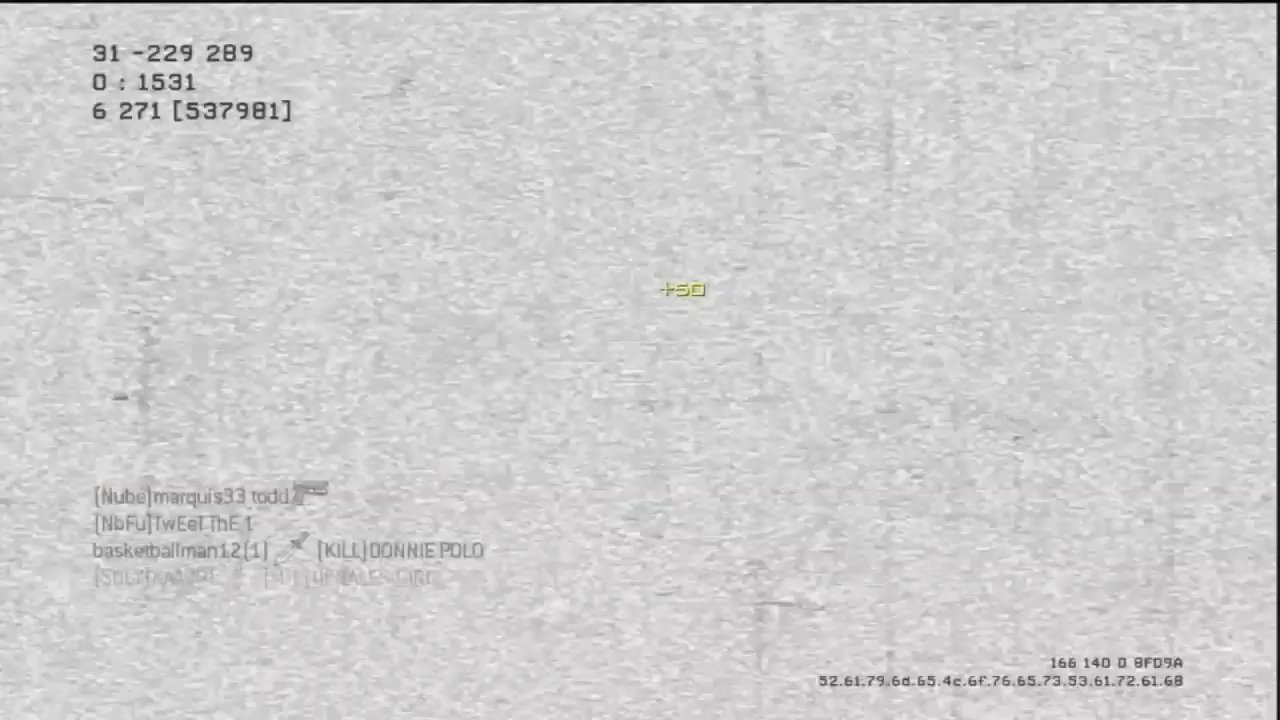 31 -229 289
0 : 1531
6 271 [537981]
+50
[Nube]marquis33 todd
[NbFu]TwEeTThE 1
basketballman12(1) [KILL]DONNIE POLO
166 140 0 8FD9A
52.61.79.6d.65.4c.6f.76.65.73.53.61.72.61.68